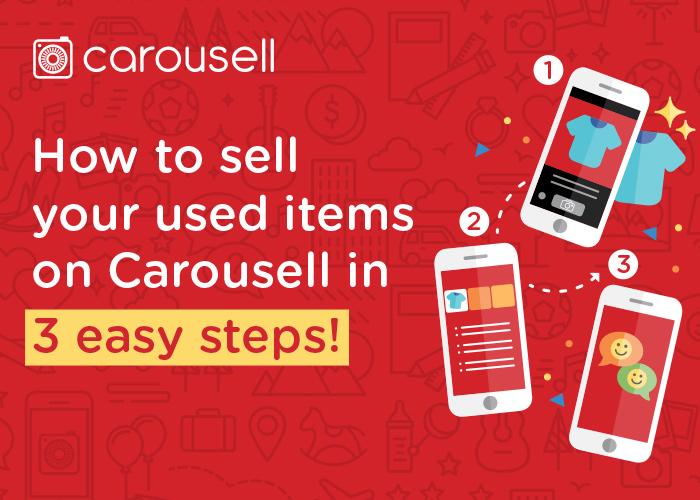 carousell
How to sell
your used items
on Carousell in
3 easy steps!
1
2
3